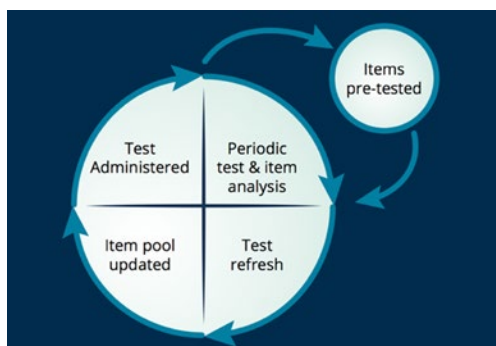 Items
pre-tested
Test
Administered
Periodic
test & item
analysis
Item pool
updated
Test
refresh